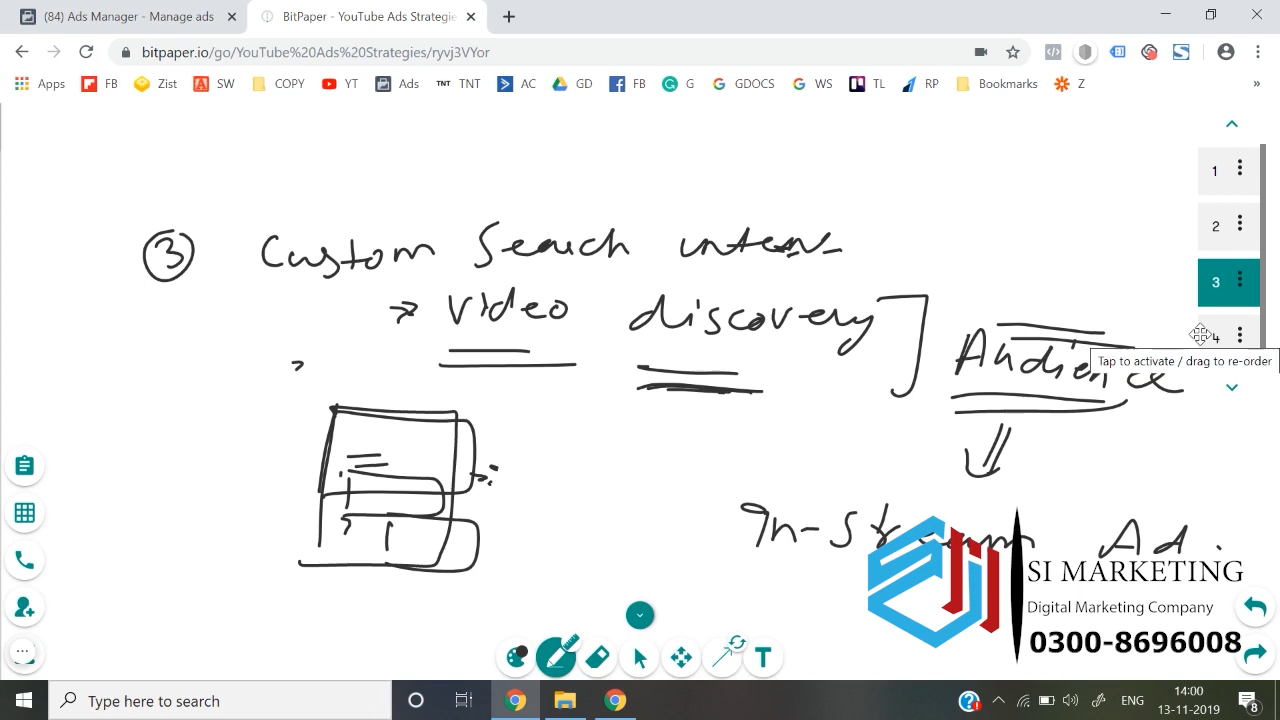 (84) Ads Manager - Manage ads
BitPaper - YouTube Ads Strategie
bitpaper.io/go/YouTube%20Ads%20Strategies/ryvj3VYor
Apps FB Zist SW COPY YT Ads TNT TNT AC GD FB G GDOCS WS TL RP Bookmarks Z »
1
2
3
4
Tap to activate / drag to re-order
3 Custom Search intent
video discovery
Audience
In-Stream Ad.
SI MARKETING
Digital Marketing Company
0300-8696008
T
Type here to search
ENG
14:00
13-11-2019
8